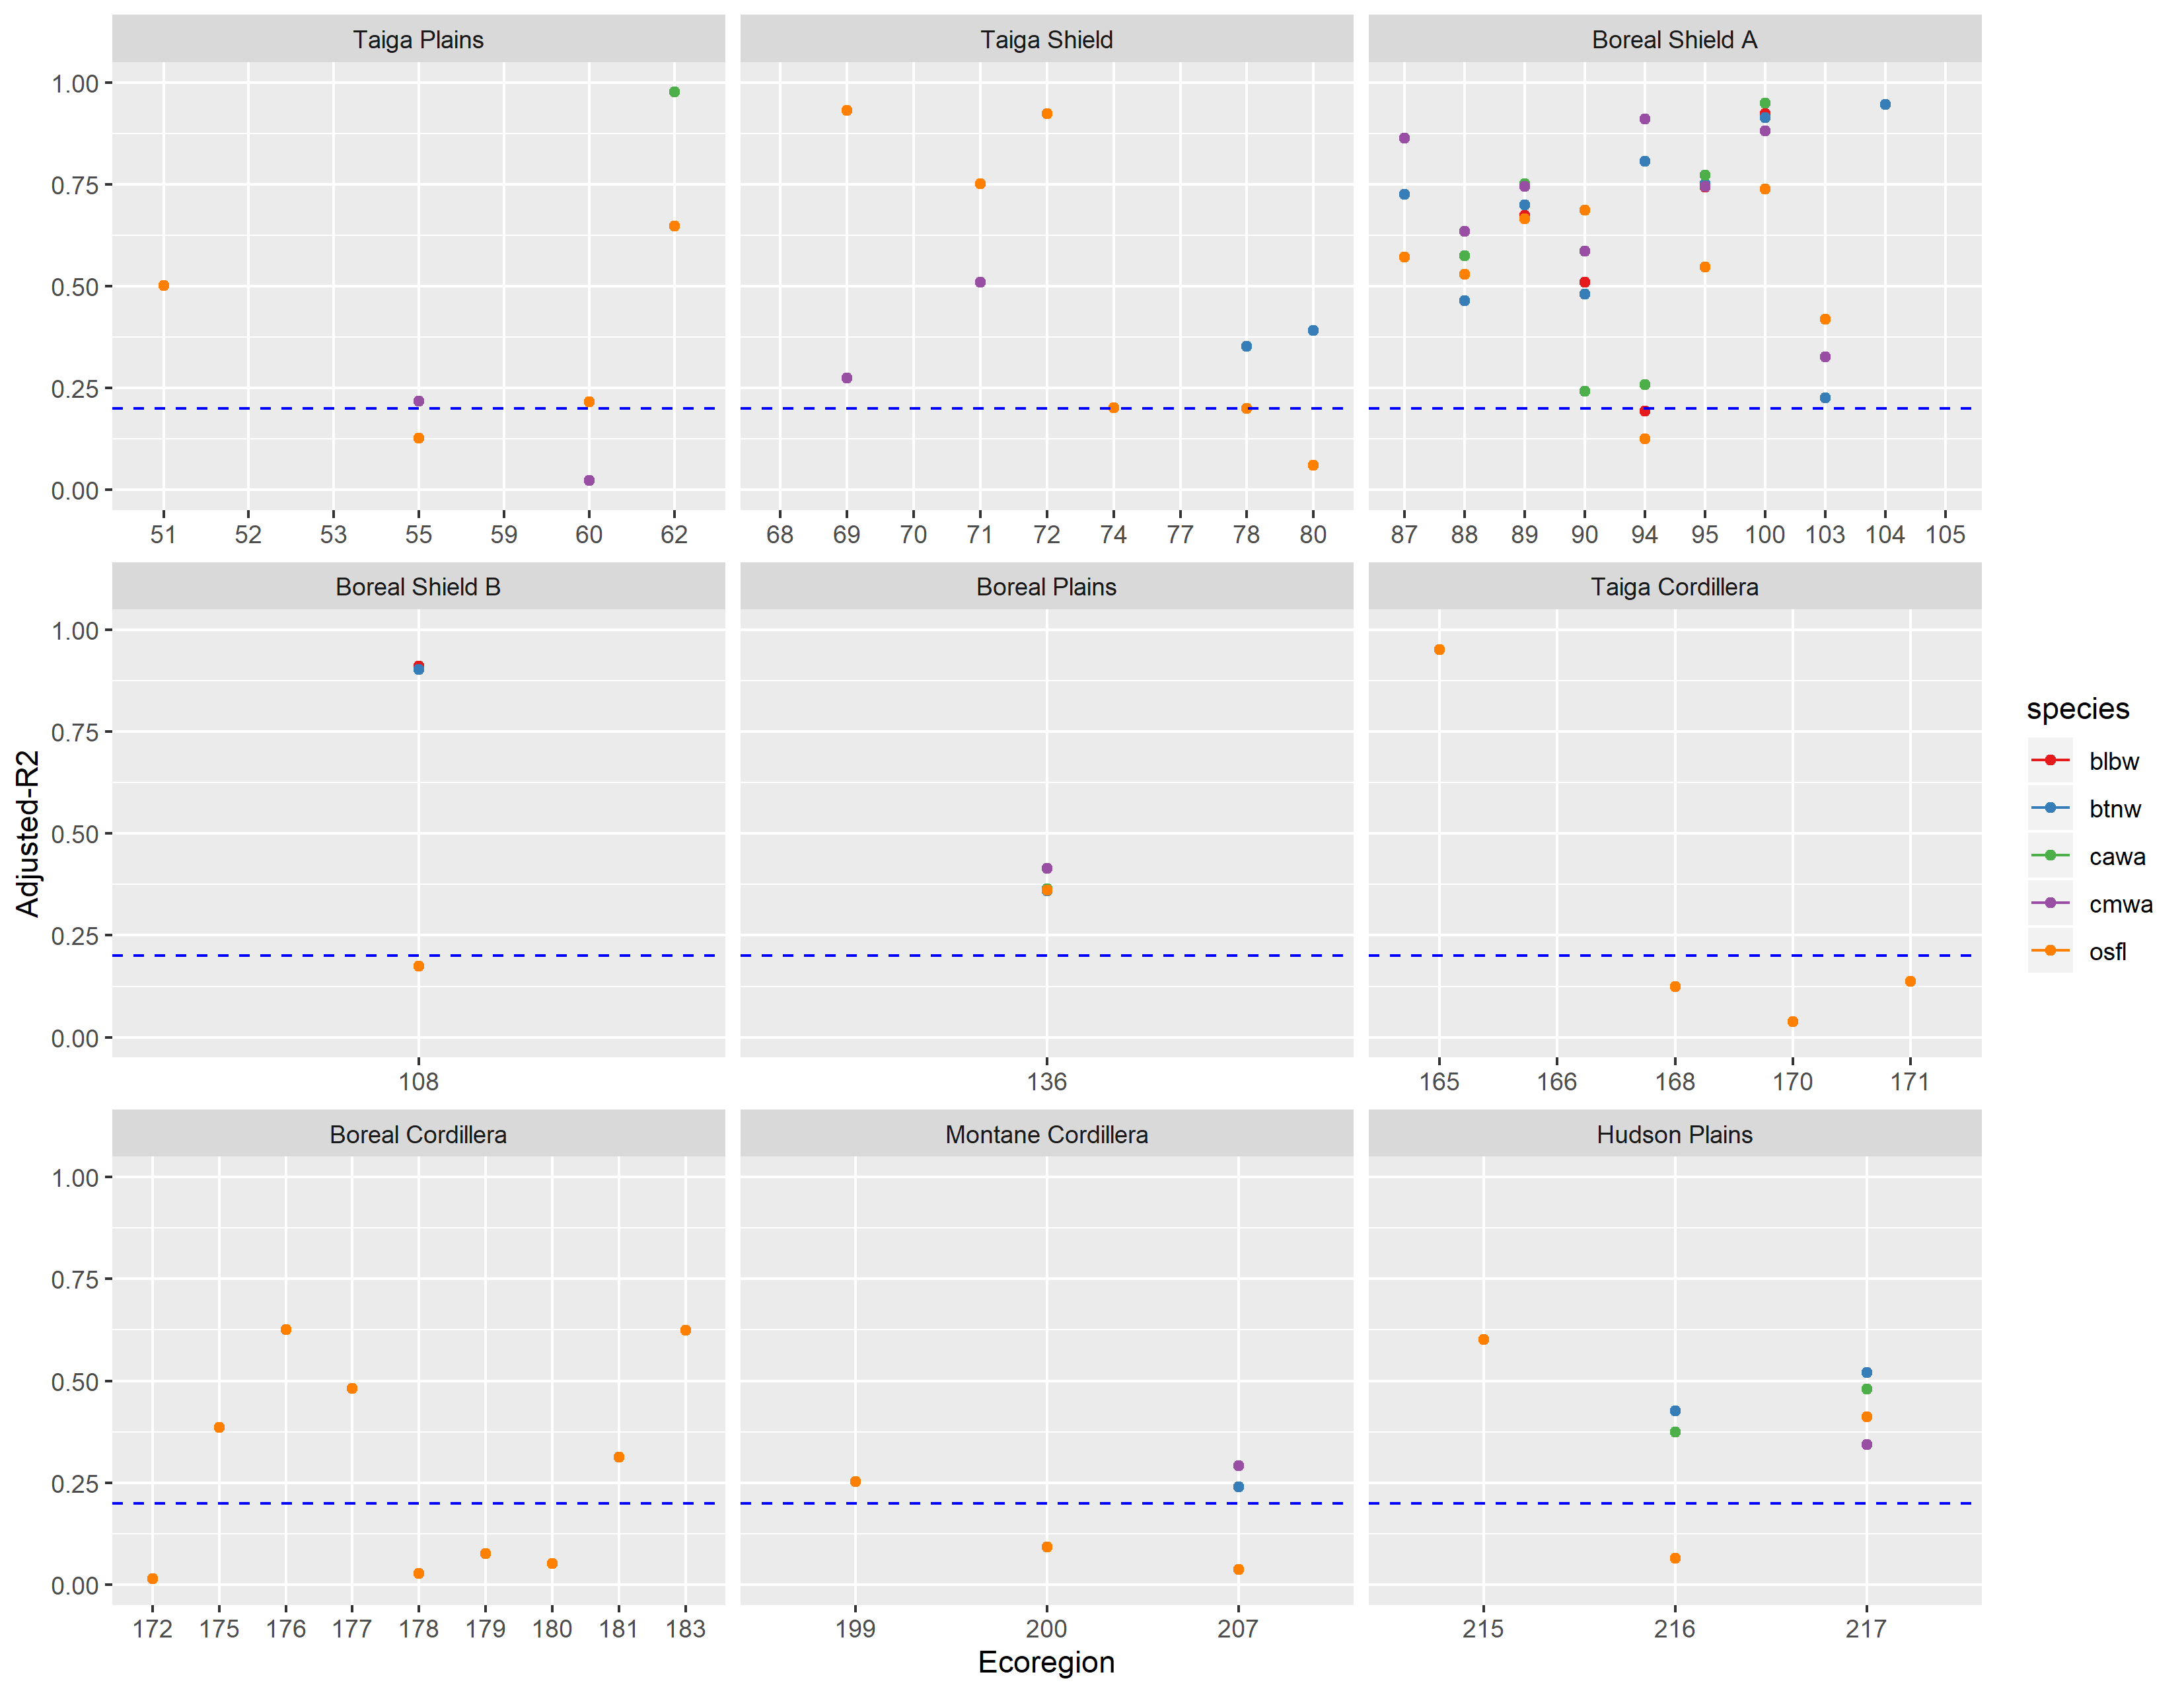 Taiga Plains Taiga Shield Boreal Shield A
1.00
0.75
0.50
0.25
0.00
51 52 53 55 59 60 62 68 69 70 71 72 74 77 78 80 87 88 89 90 94 95 100 103 104 105
Boreal Shield B Boreal Plains Taiga Cordillera
1.00
0.75
0.50
0.25
0.00
108 136 165 166 168 170 171
Boreal Cordillera Montane Cordillera Hudson Plains
1.00
0.75
0.50
0.25
0.00
172 175 176 177 178 179 180 181 183 199 200 207 215 216 217
Ecoregion
Adjusted-R2
species
blbw
btnw
cawa
cmwa
osfl